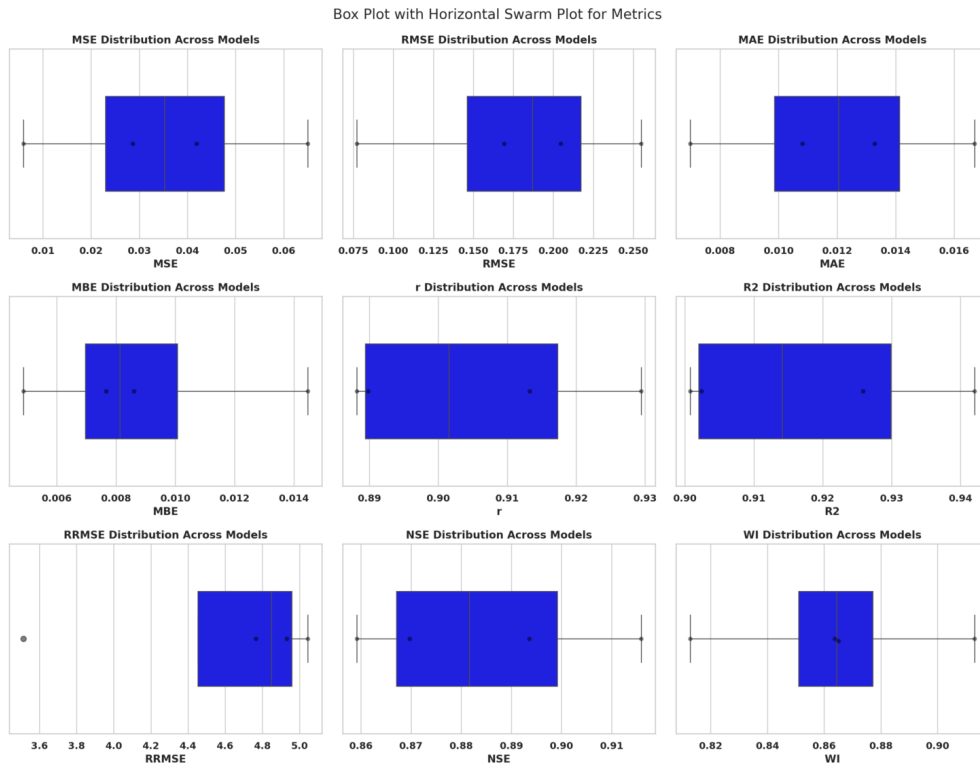 Box Plot with Horizontal Swarm Plot for Metrics
MSE Distribution Across Models
RMSE Distribution Across Models
MAE Distribution Across Models
0.01 0.02 0.03 0.04 0.05 0.06
0.075 0.100 0.125 0.150 0.175 0.200 0.225 0.250
0.008 0.010 0.012 0.014 0.016
MSE
RMSE
MAE
MBE Distribution Across Models
r Distribution Across Models
R2 Distribution Across Models
0.006 0.008 0.010 0.012 0.014
0.89 0.90 0.91 0.92 0.93
0.90 0.91 0.92 0.93 0.94
MBE
r
R2
RRMSE Distribution Across Models
NSE Distribution Across Models
WI Distribution Across Models
3.6 3.8 4.0 4.2 4.4 4.6 4.8 5.0
0.86 0.87 0.88 0.89 0.90 0.91
0.82 0.84 0.86 0.88 0.90
RRMSE
NSE
WI